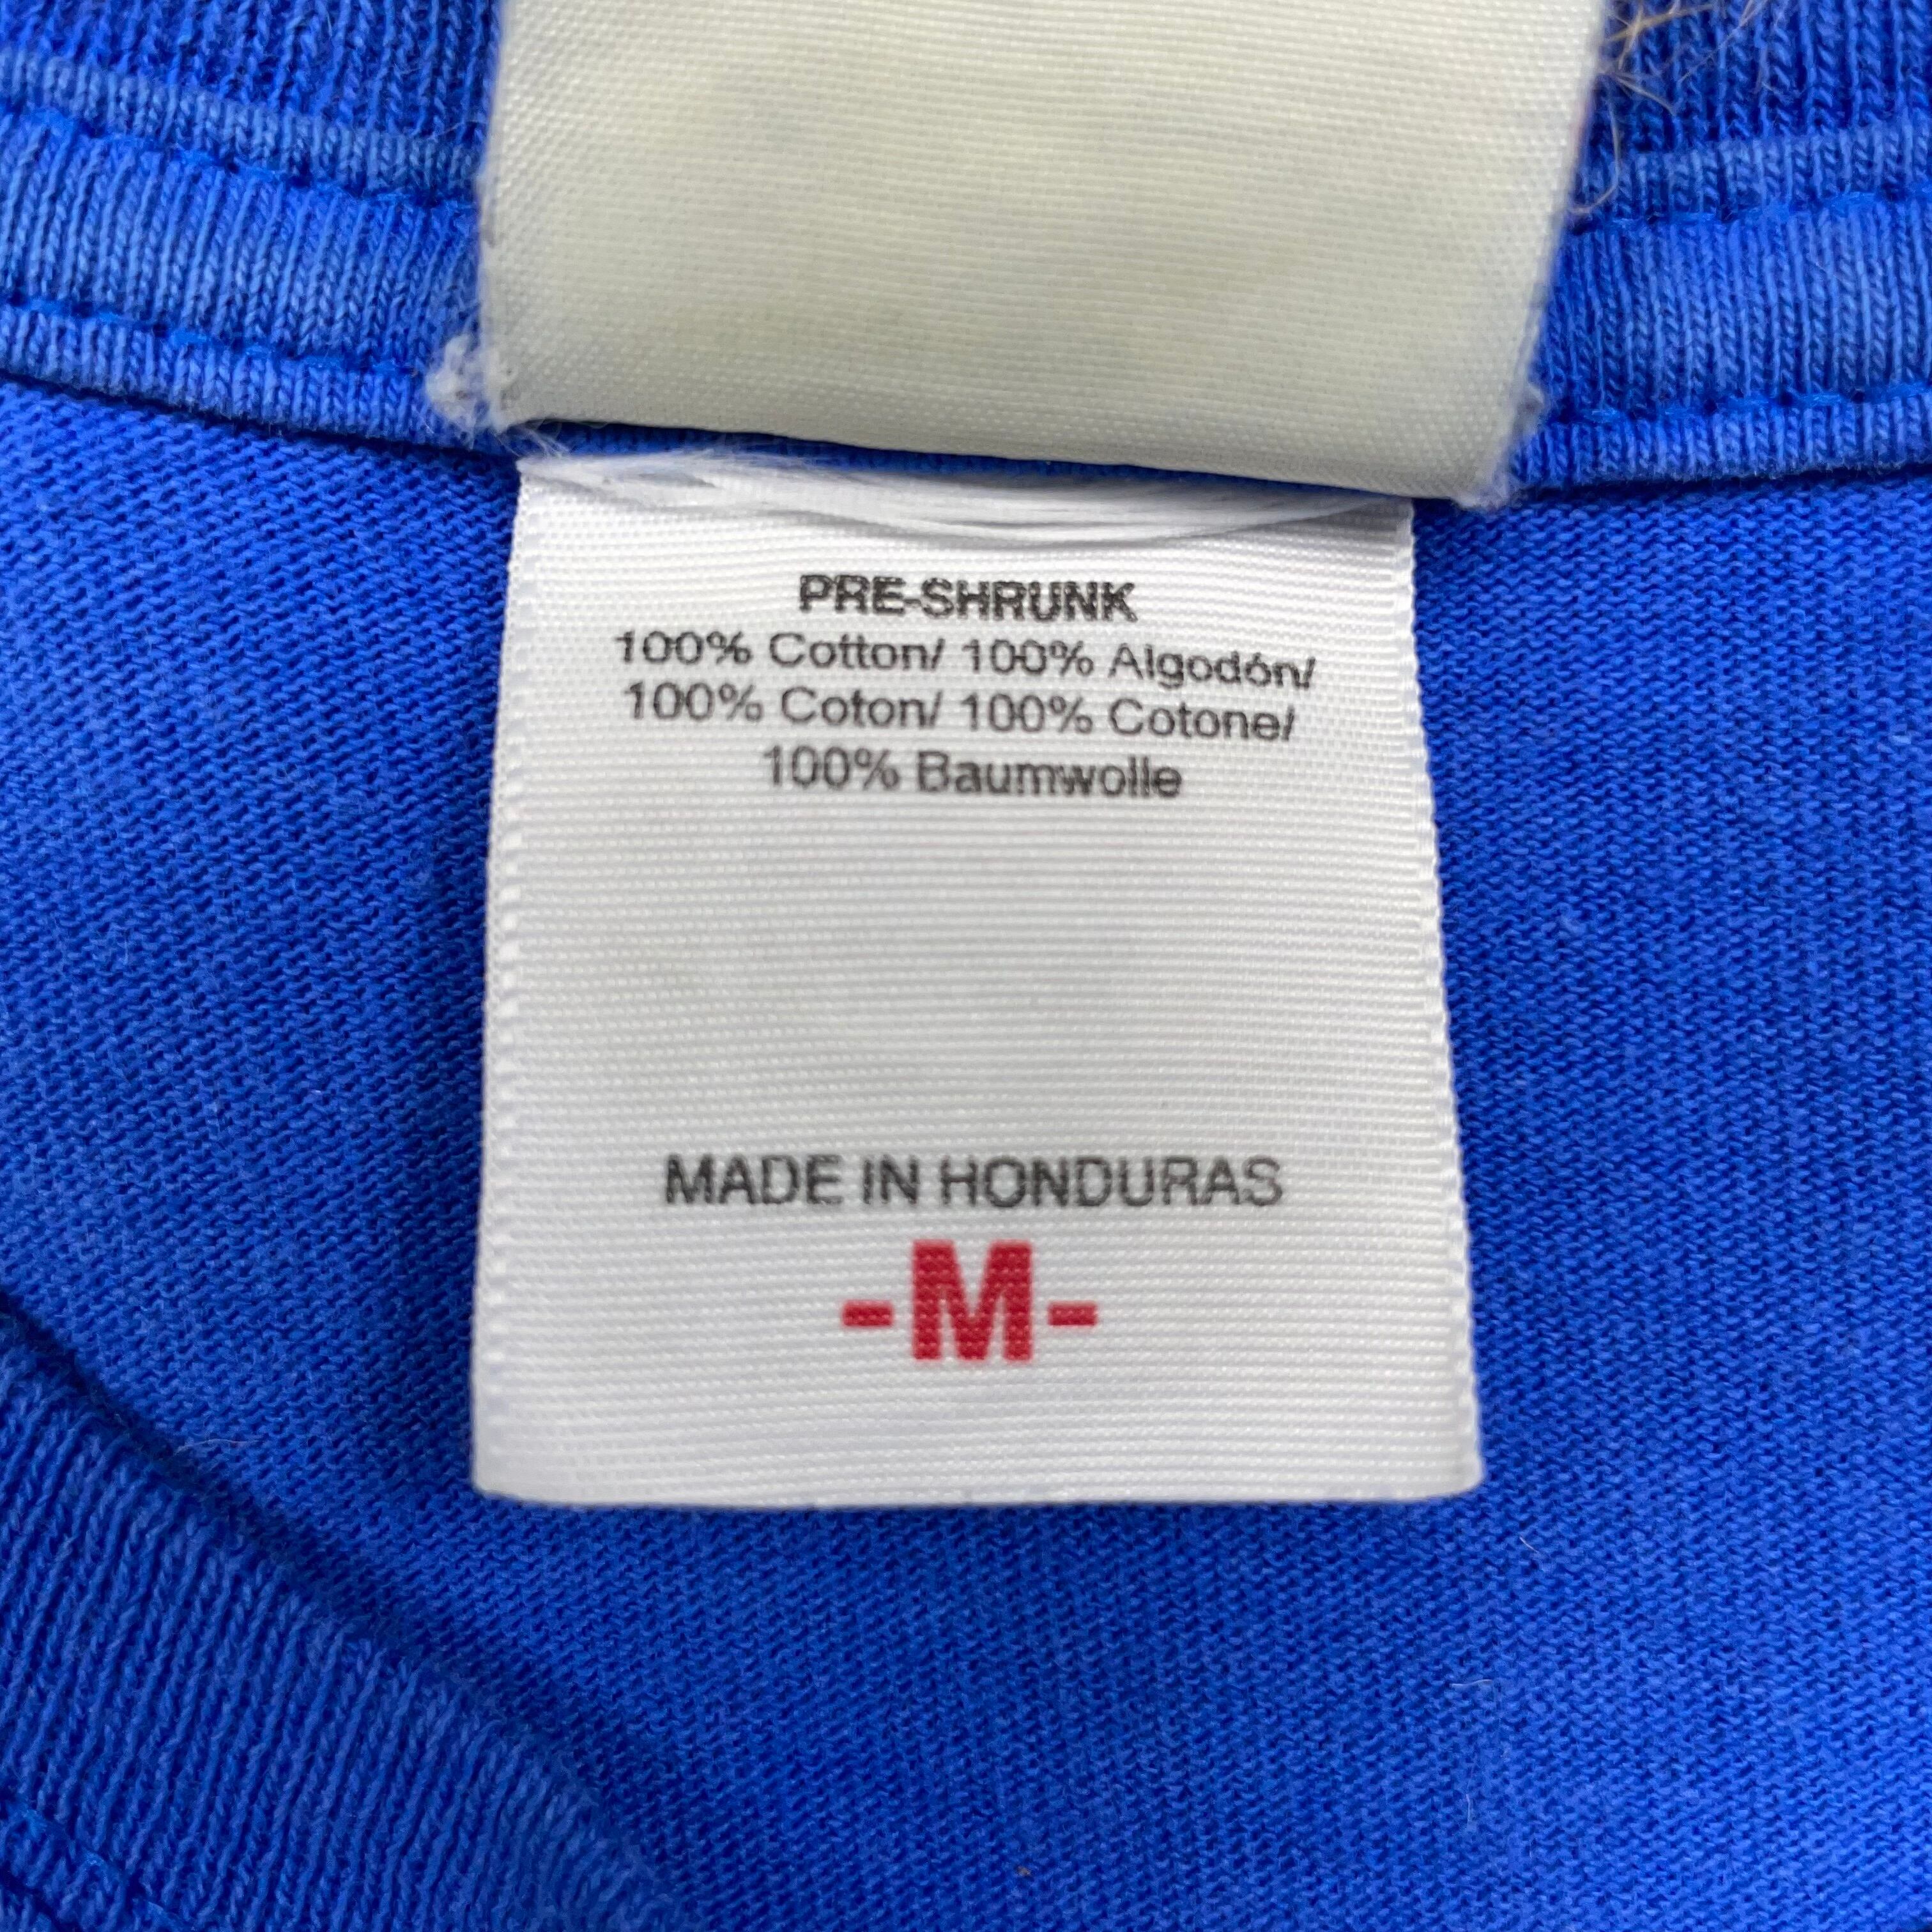 PRE-SHRUNK
100% Cotton/ 100% Algodón/
100% Coton/ 100% Cotone/
100% Baumwolle
MADE IN HONDURAS
-M-